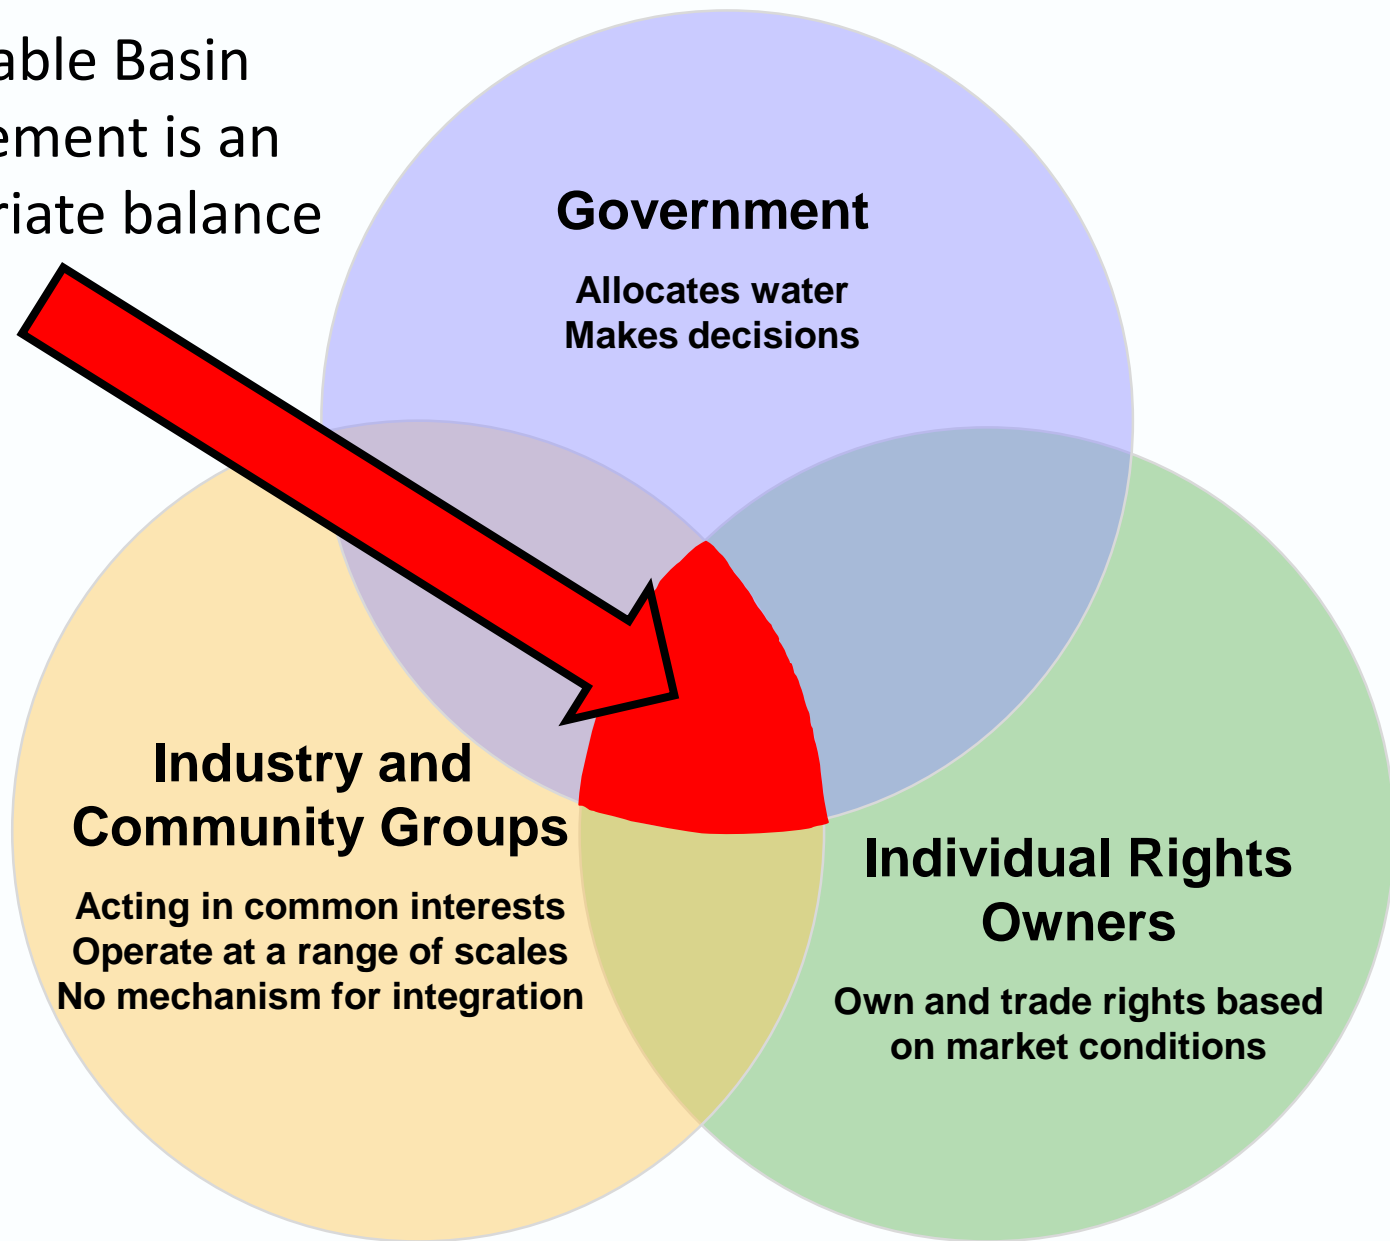 able Basin
ement is an
riate balance
Government
Allocates water
Makes decisions
Industry and
Community Groups
Acting in common interests
Operate at a range of scales
No mechanism for integration
Individual Rights
Owners
Own and trade rights based
on market conditions